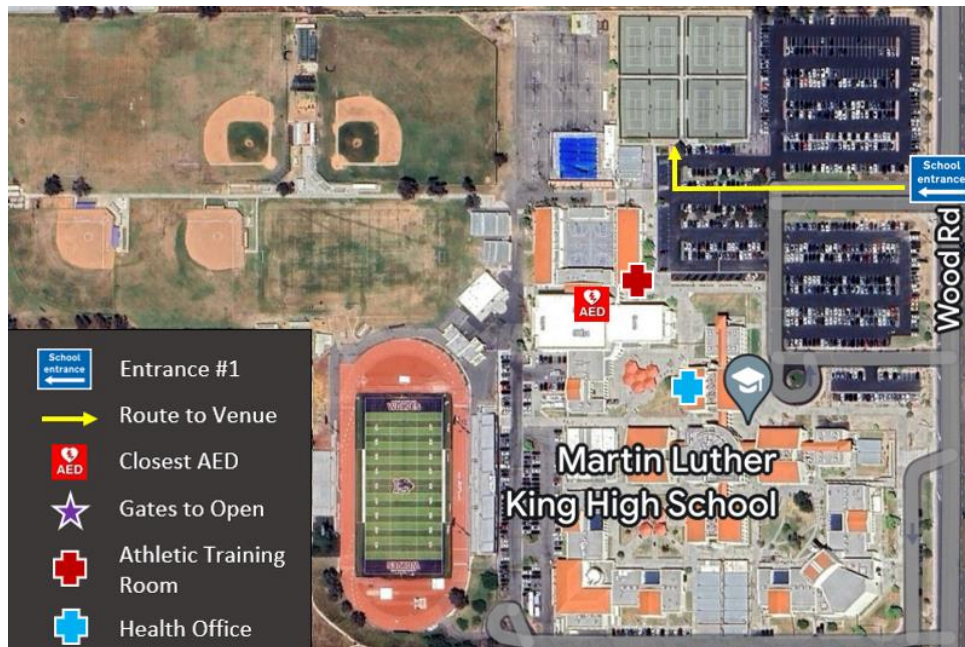 School
entrance
Wood Rd
AED
Martin Luther
King High School
WOLVES
School
entrance
Entrance #1
Route to Venue
AED
Closest AED
Gates to Open
Athletic Training
Room
Health Office